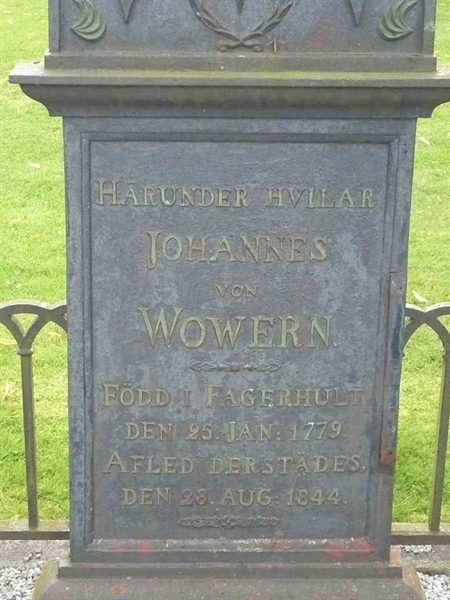 HÄRUNDER HVILAR
JOHANNES
VON
WOWERN.
FÖDD I FAGERHULT
DEN 25. JAN: 1779
AFLED DERSTÄDES.
DEN 28. AUG: 1844.